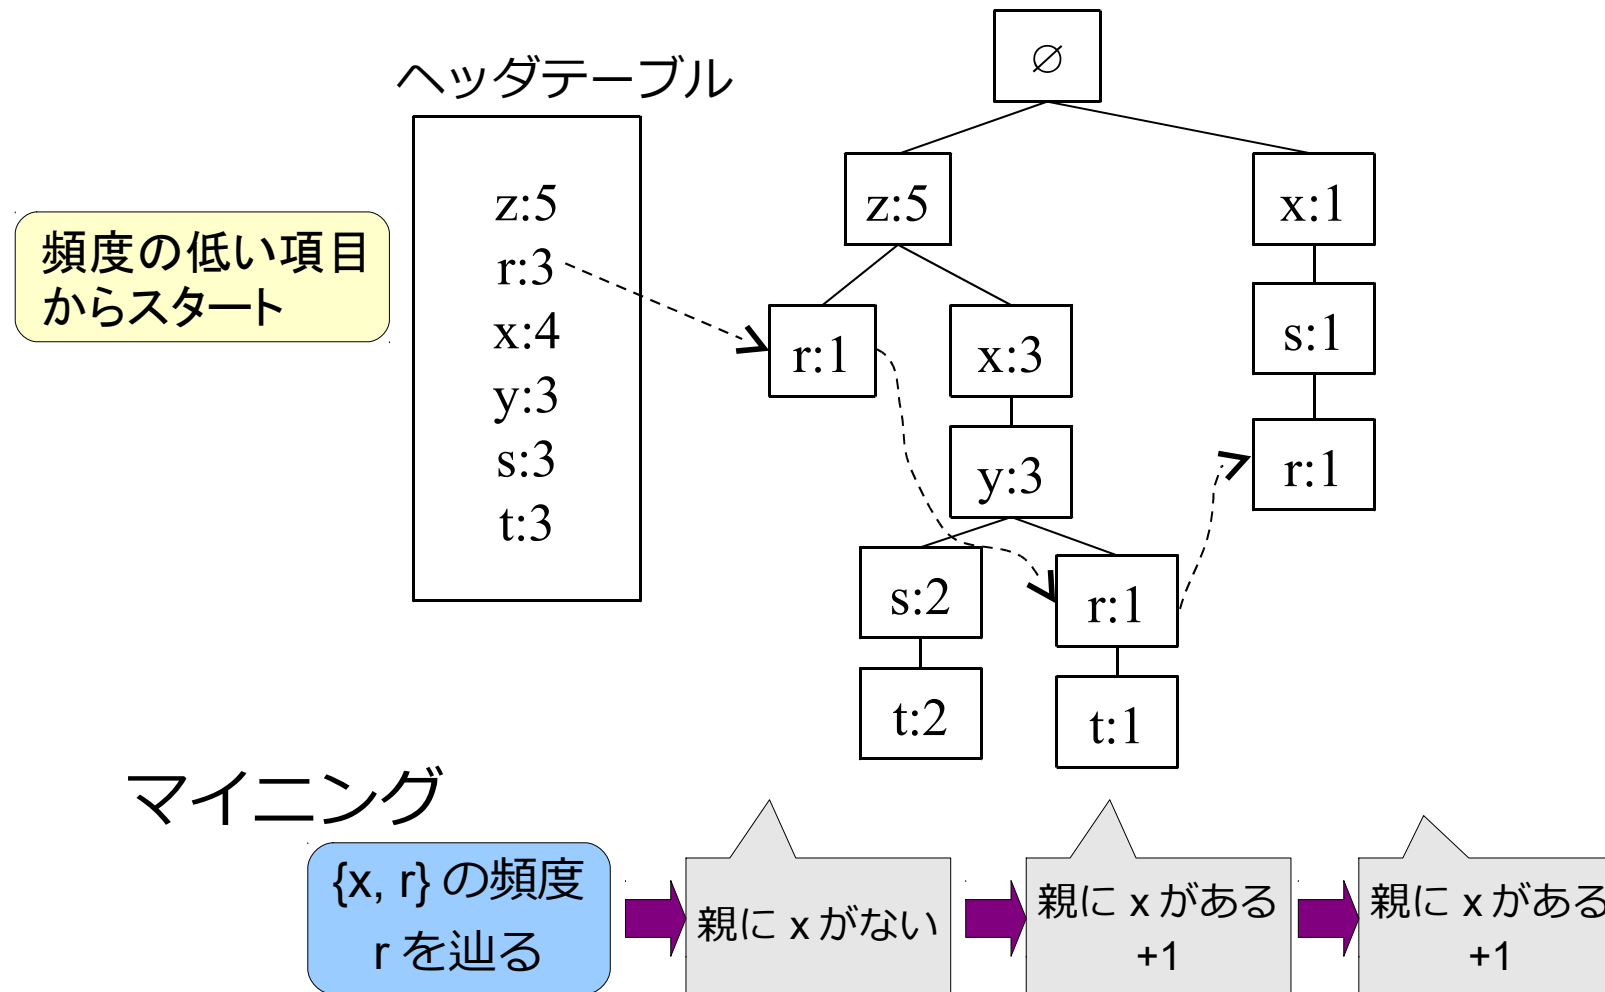 ∅
ヘッダテーブル
z:5
r:3
x:4
y:3
s:3
t:3
頻度の低い項目
からスタート
z:5
x:1
r:1
x:3
s:1
y:3
r:1
s:2
r:1
t:2
t:1
マイニング
{x, r} の頻度
r を辿る
親に x がない
親に x がある
+1
親に x がある
+1